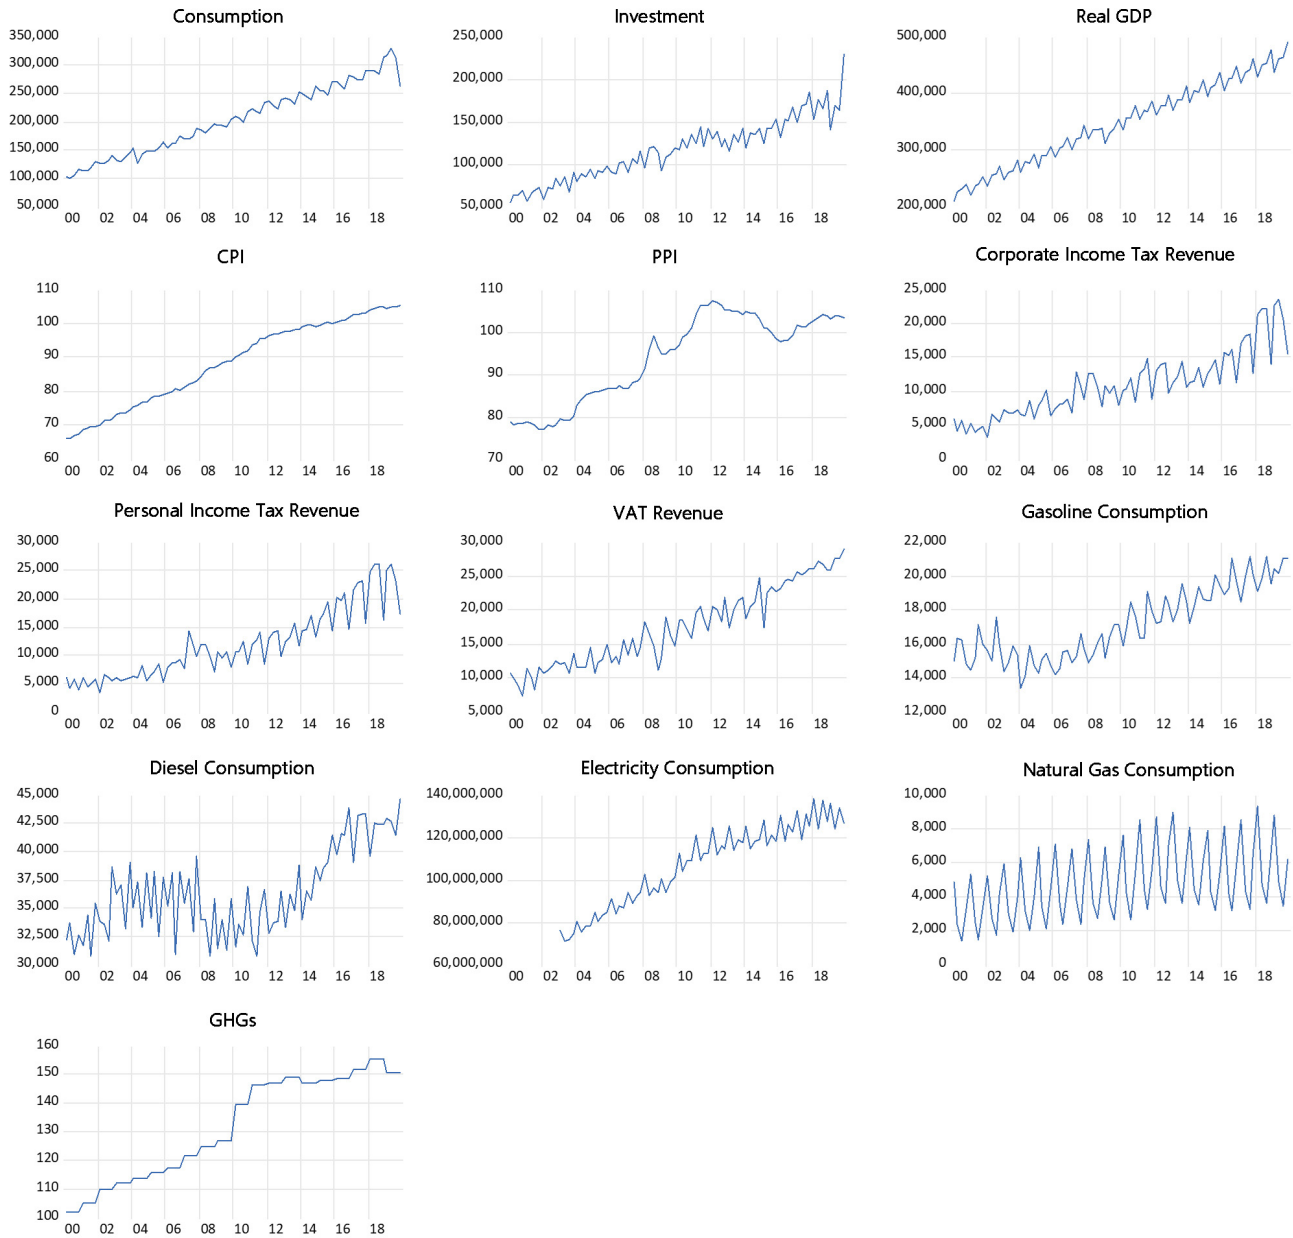 Consumption
350,000
300,000
250,000
200,000
150,000
100,000
50,000
00 02 04 06 08 10 12 14 16 18
Investment
250,000
200,000
150,000
100,000
50,000
00 02 04 06 08 10 12 14 16 18
Real GDP
500,000
400,000
300,000
200,000
00 02 04 06 08 10 12 14 16 18
CPI
110
100
90
80
70
60
00 02 04 06 08 10 12 14 16 18
PPI
110
100
90
80
70
00 02 04 06 08 10 12 14 16 18
Corporate Income Tax Revenue
25,000
20,000
15,000
10,000
5,000
0
00 02 04 06 08 10 12 14 16 18
Personal Income Tax Revenue
30,000
25,000
20,000
15,000
10,000
5,000
0
00 02 04 06 08 10 12 14 16 18
VAT Revenue
30,000
25,000
20,000
15,000
10,000
5,000
00 02 04 06 08 10 12 14 16 18
Gasoline Consumption
22,000
20,000
18,000
16,000
14,000
12,000
00 02 04 06 08 10 12 14 16 18
Diesel Consumption
45,000
42,500
40,000
37,500
35,000
32,500
30,000
00 02 04 06 08 10 12 14 16 18
Electricity Consumption
140,000,000
120,000,000
100,000,000
80,000,000
60,000,000
00 02 04 06 08 10 12 14 16 18
Natural Gas Consumption
10,000
8,000
6,000
4,000
2,000
0
00 02 04 06 08 10 12 14 16 18
GHGs
160
150
140
130
120
110
100
00 02 04 06 08 10 12 14 16 18